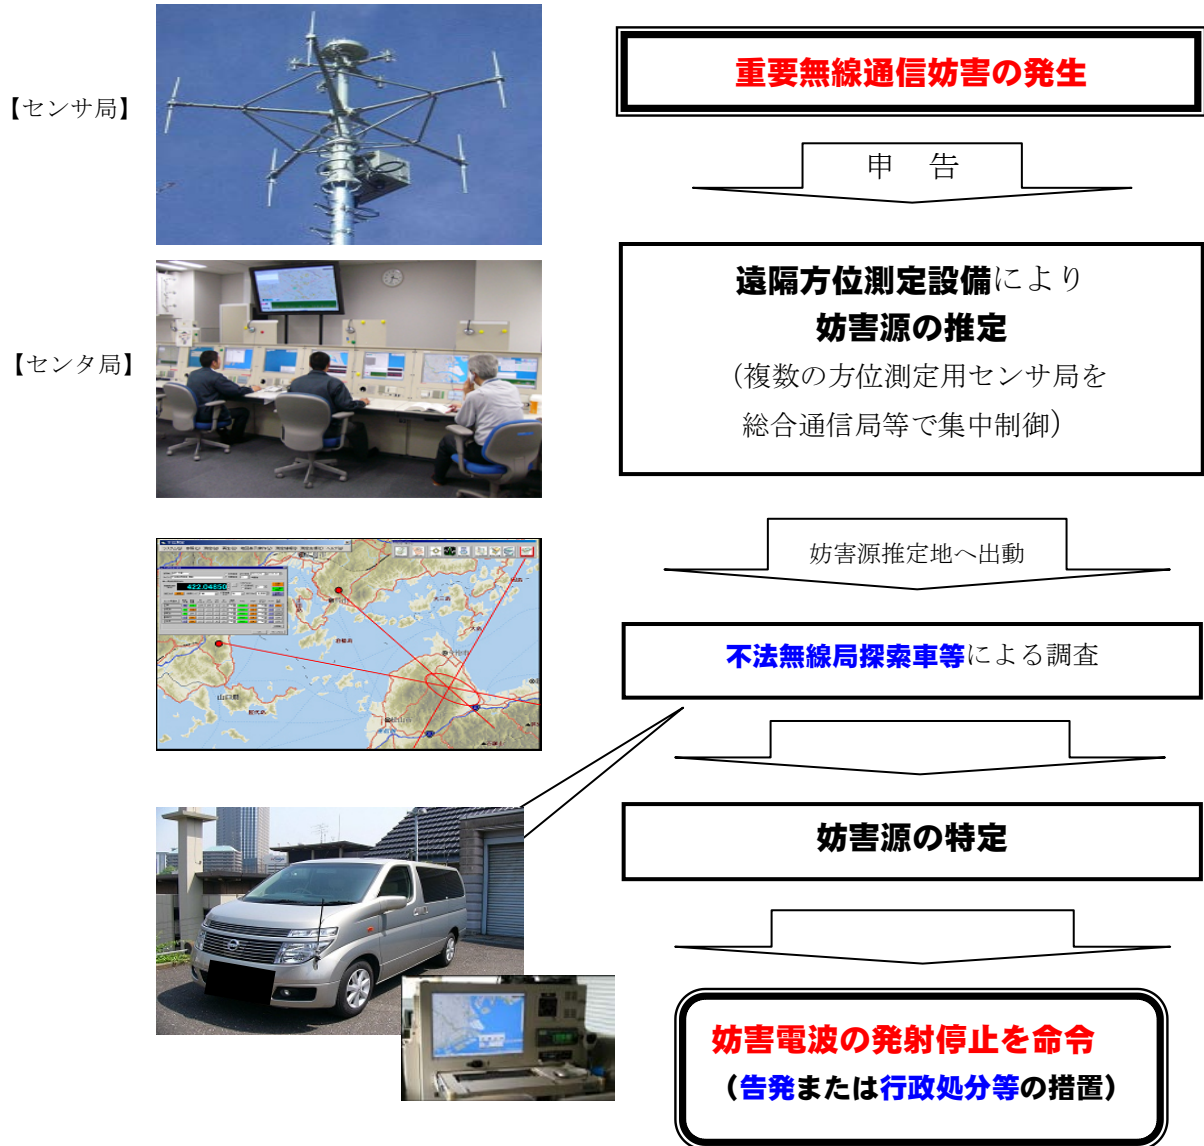 【センサ局】
重要無線通信妨害の発生
申 告
【センタ局】
遠隔方位測定設備により
妨害源の推定
(複数の方位測定用センサ局を
総合通信局等で集中制御)
妨害源推定地へ出動
422.04850
山口県
不法無線局探索車等による調査
妨害源の特定
妨害電波の発射停止を命令
(告発または行政処分等の措置)